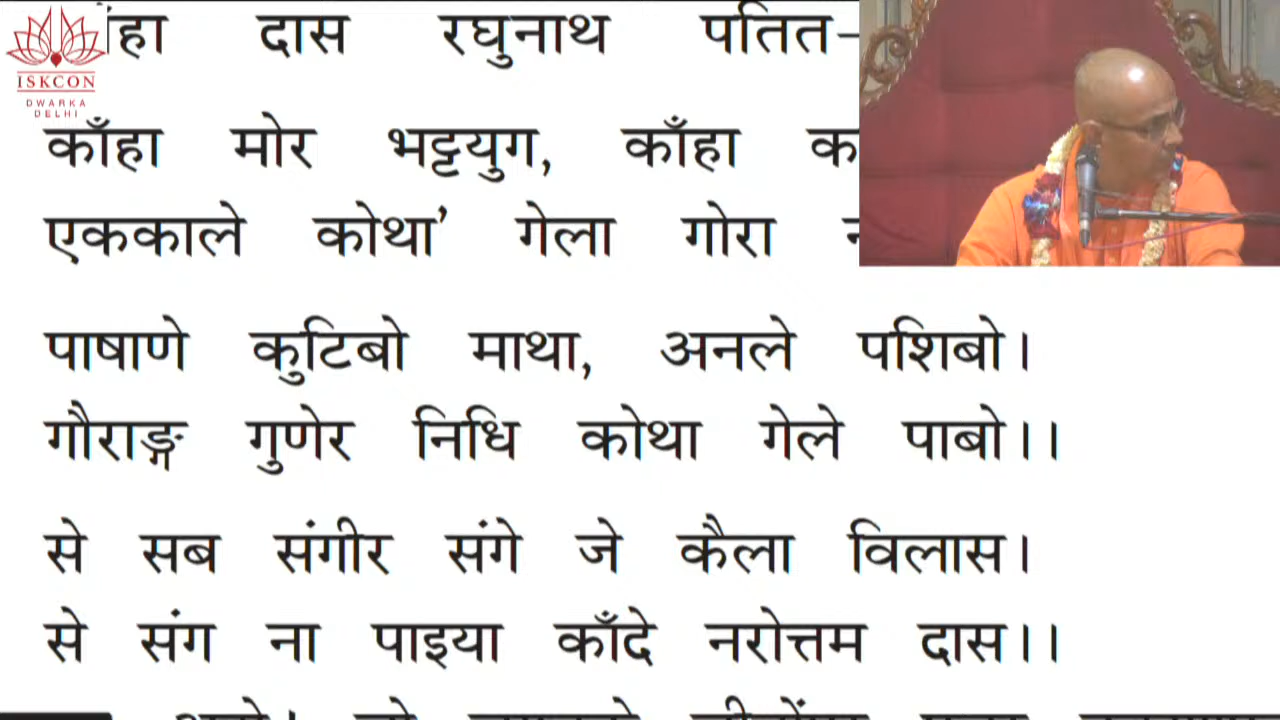 ISKCON
DWARKA
DELHI
दास रघुनाथ पतित-
काँहा मोर भट्टयुग, काँहा
एककाले कोथा' गेला गोरा
पाषाणे कुटिबो माथा, अनले पशिबो।
गौराङ्ग गुणेर निधि कोथा गेले पाबो।।
से सब संगीर संगे जे कैला विलास।
से संग ना पाइया काँदे नरोत्तम दास।।